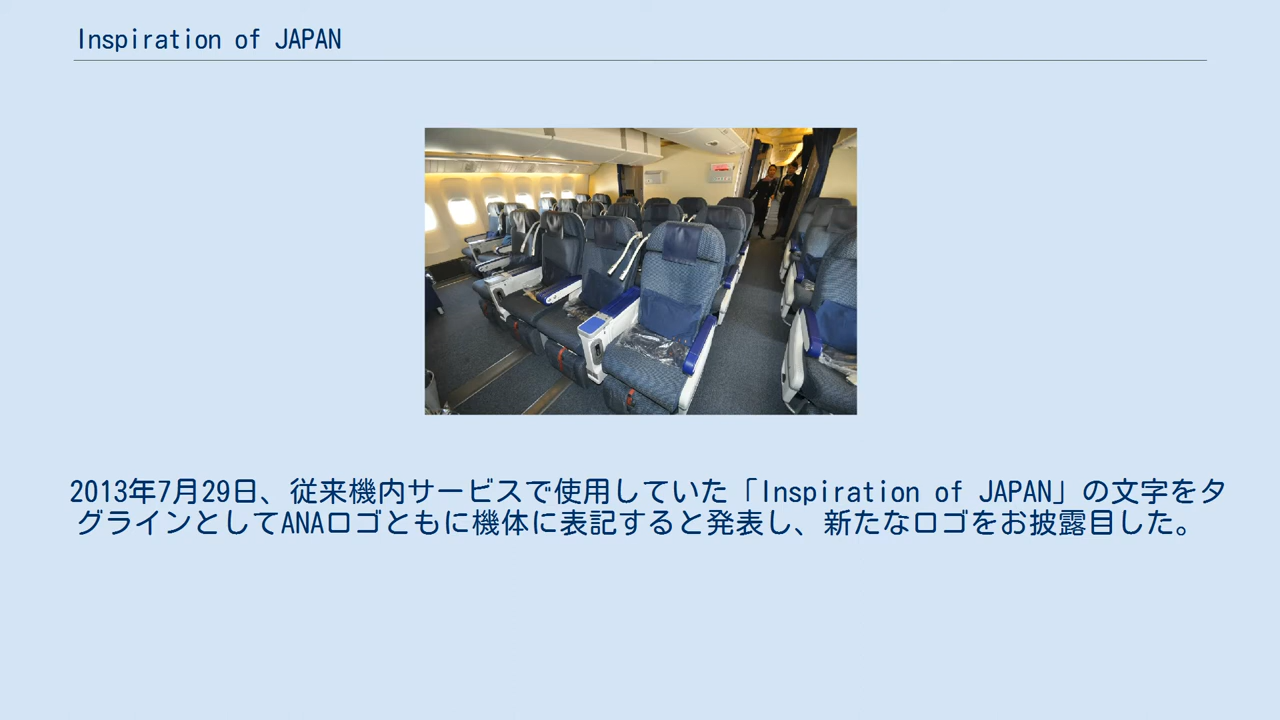 Inspiration of JAPAN
2013年7月29日、従来機内サービスで使用していた「Inspiration of JAPAN」の文字をタ
グラインとしてANAロゴともに機体に表記すると発表し、新たなロゴをお披露目した。